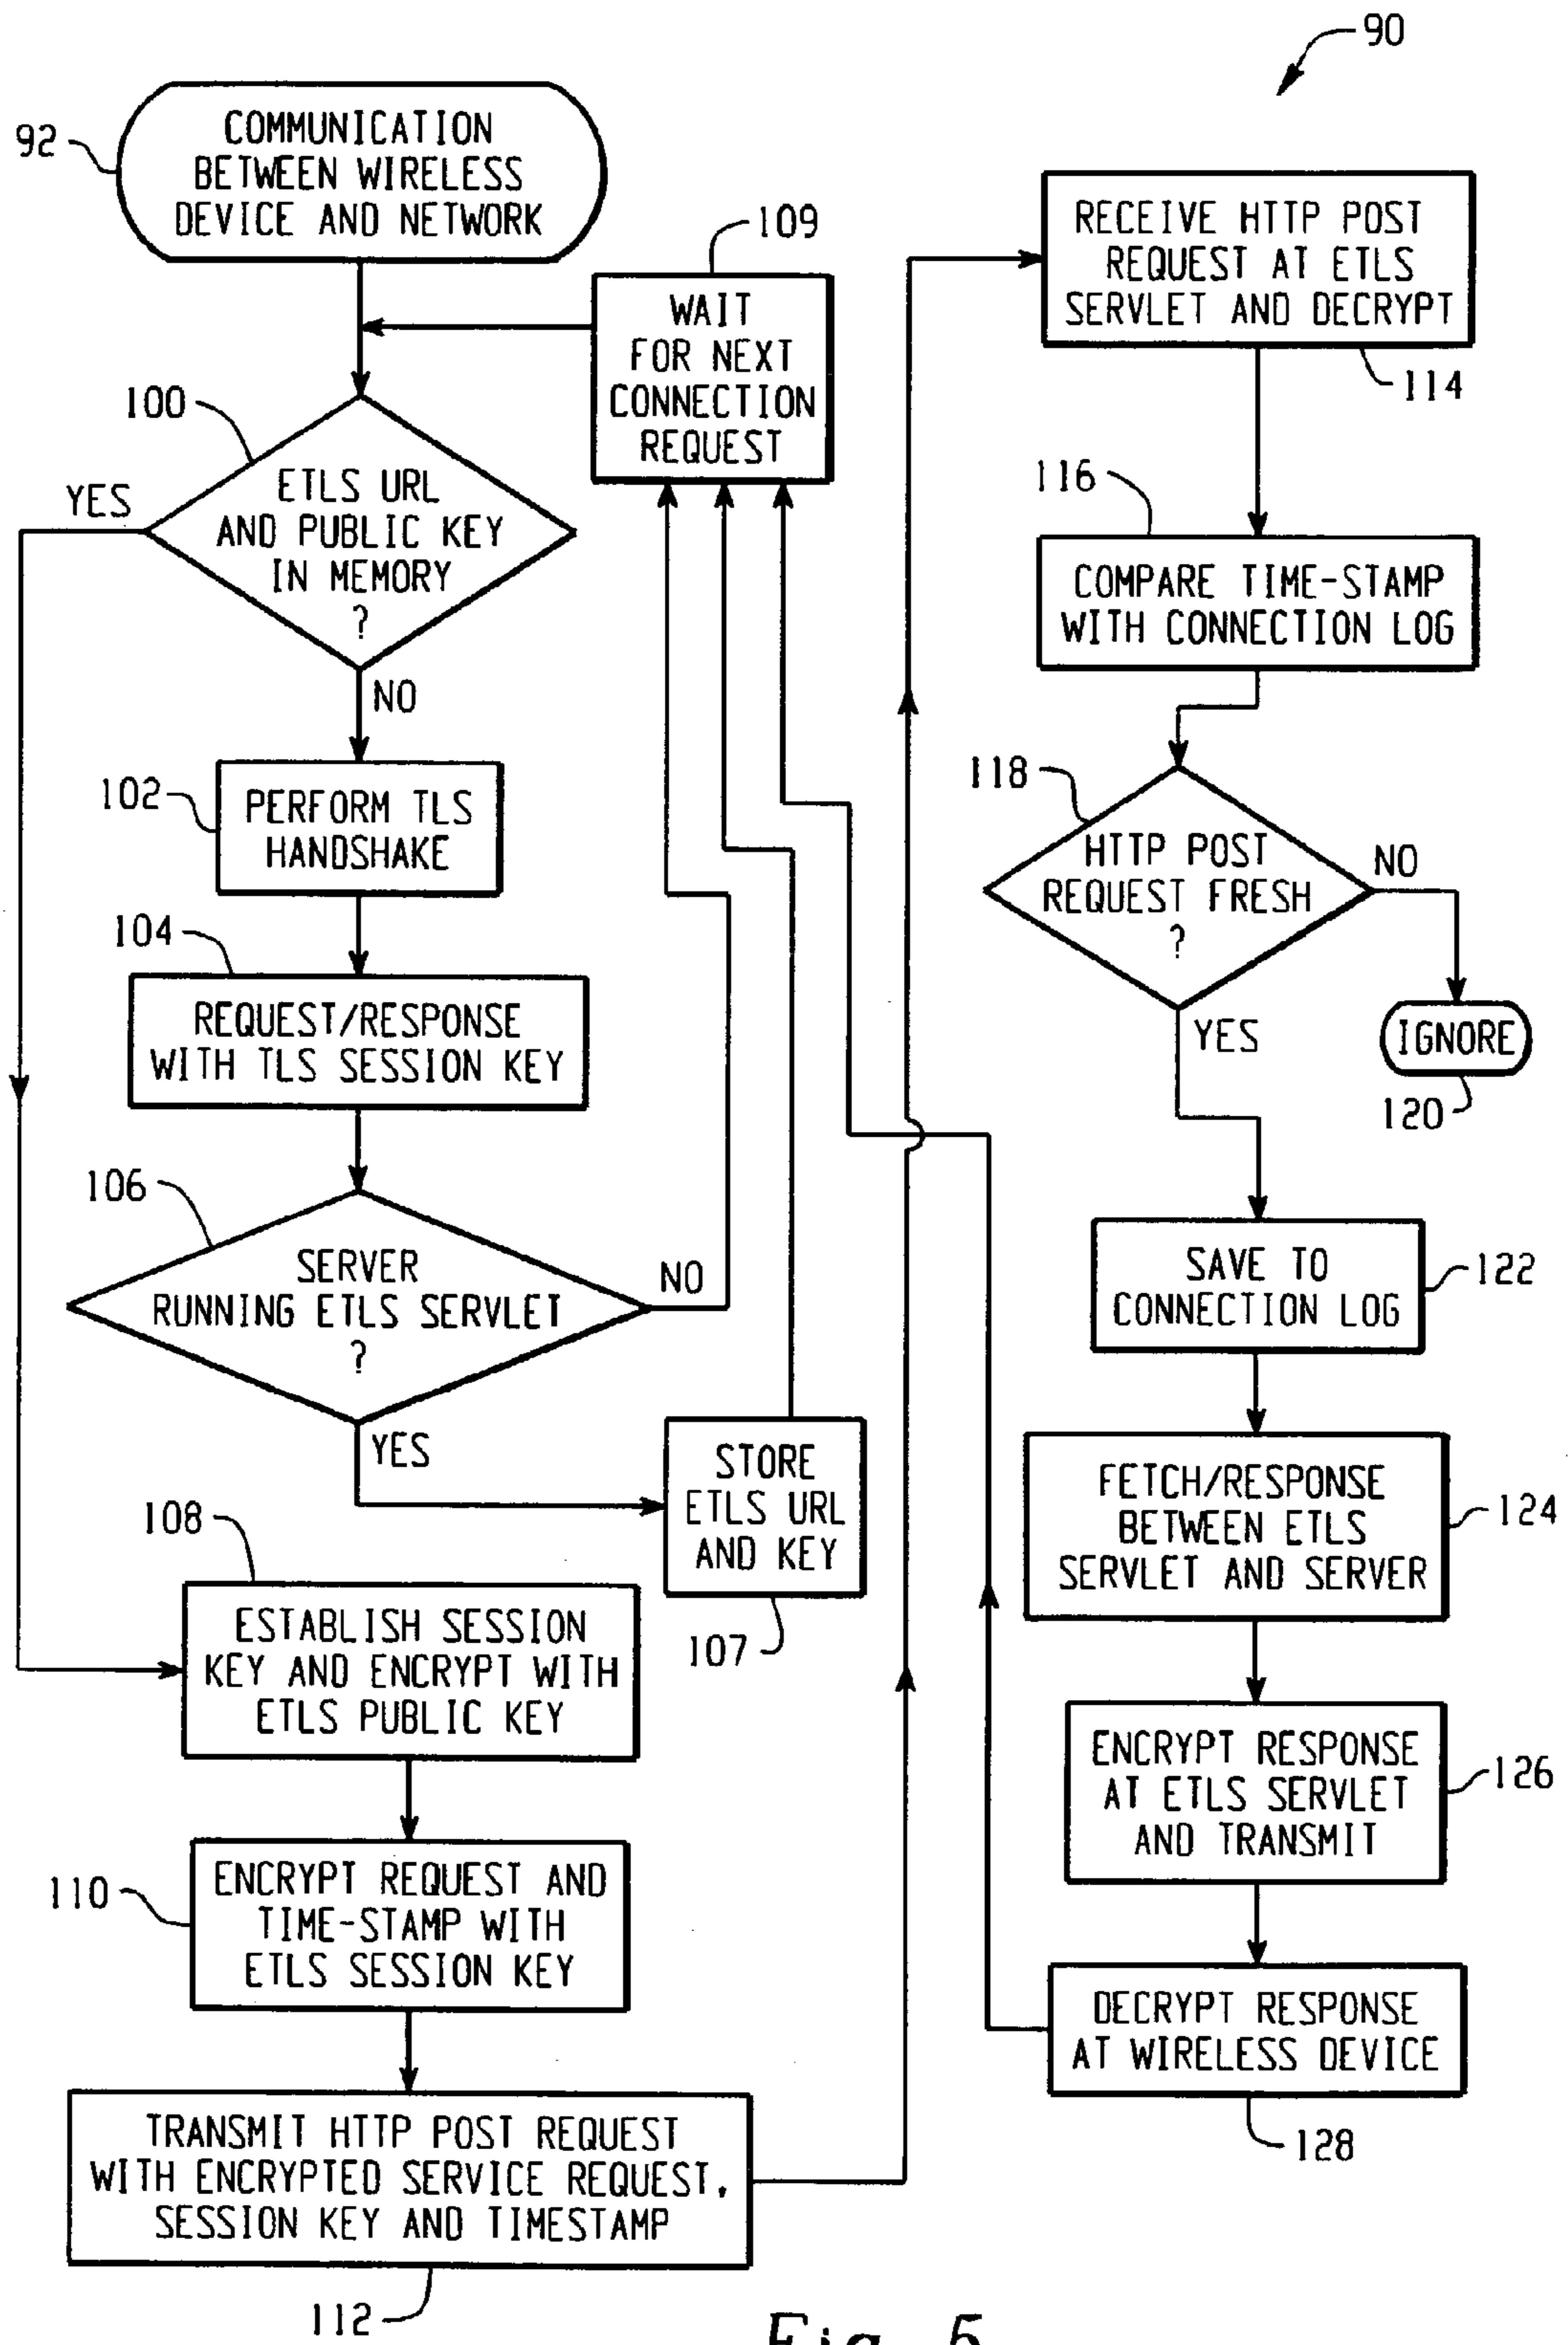 90
92
COMMUNICATION
BETWEEN WIRELESS
DEVICE AND NETWORK
109
WAIT
FOR NEXT
CONNECTION
REQUEST
100
YES
ETLS URL
AND PUBLIC KEY
IN MEMORY
?
NO
102
PERFORM TLS
HANDSHAKE
104
REQUEST/RESPONSE
WITH TLS SESSION KEY
106
SERVER
RUNNING ETLS SERVLET
?
NO
YES
STORE
ETLS URL
AND KEY
107
108
ESTABLISH SESSION
KEY AND ENCRYPT WITH
ETLS PUBLIC KEY
110
ENCRYPT REQUEST AND
TIME-STAMP WITH
ETLS SESSION KEY
TRANSMIT HTTP POST REQUEST
WITH ENCRYPTED SERVICE REQUEST,
SESSION KEY AND TIMESTAMP
112
RECEIVE HTTP POST
REQUEST AT ETLS
SERVLET AND DECRYPT
114
116
COMPARE TIME-STAMP
WITH CONNECTION LOG
118
HTTP POST
REQUEST FRESH
?
NO
YES
IGNORE
120
SAVE TO
CONNECTION LOG
122
FETCH/RESPONSE
BETWEEN ETLS
SERVLET AND SERVER
124
ENCRYPT RESPONSE
AT ETLS SERVLET
AND TRANSMIT
126
DECRYPT RESPONSE
AT WIRELESS DEVICE
128
Fig. 5